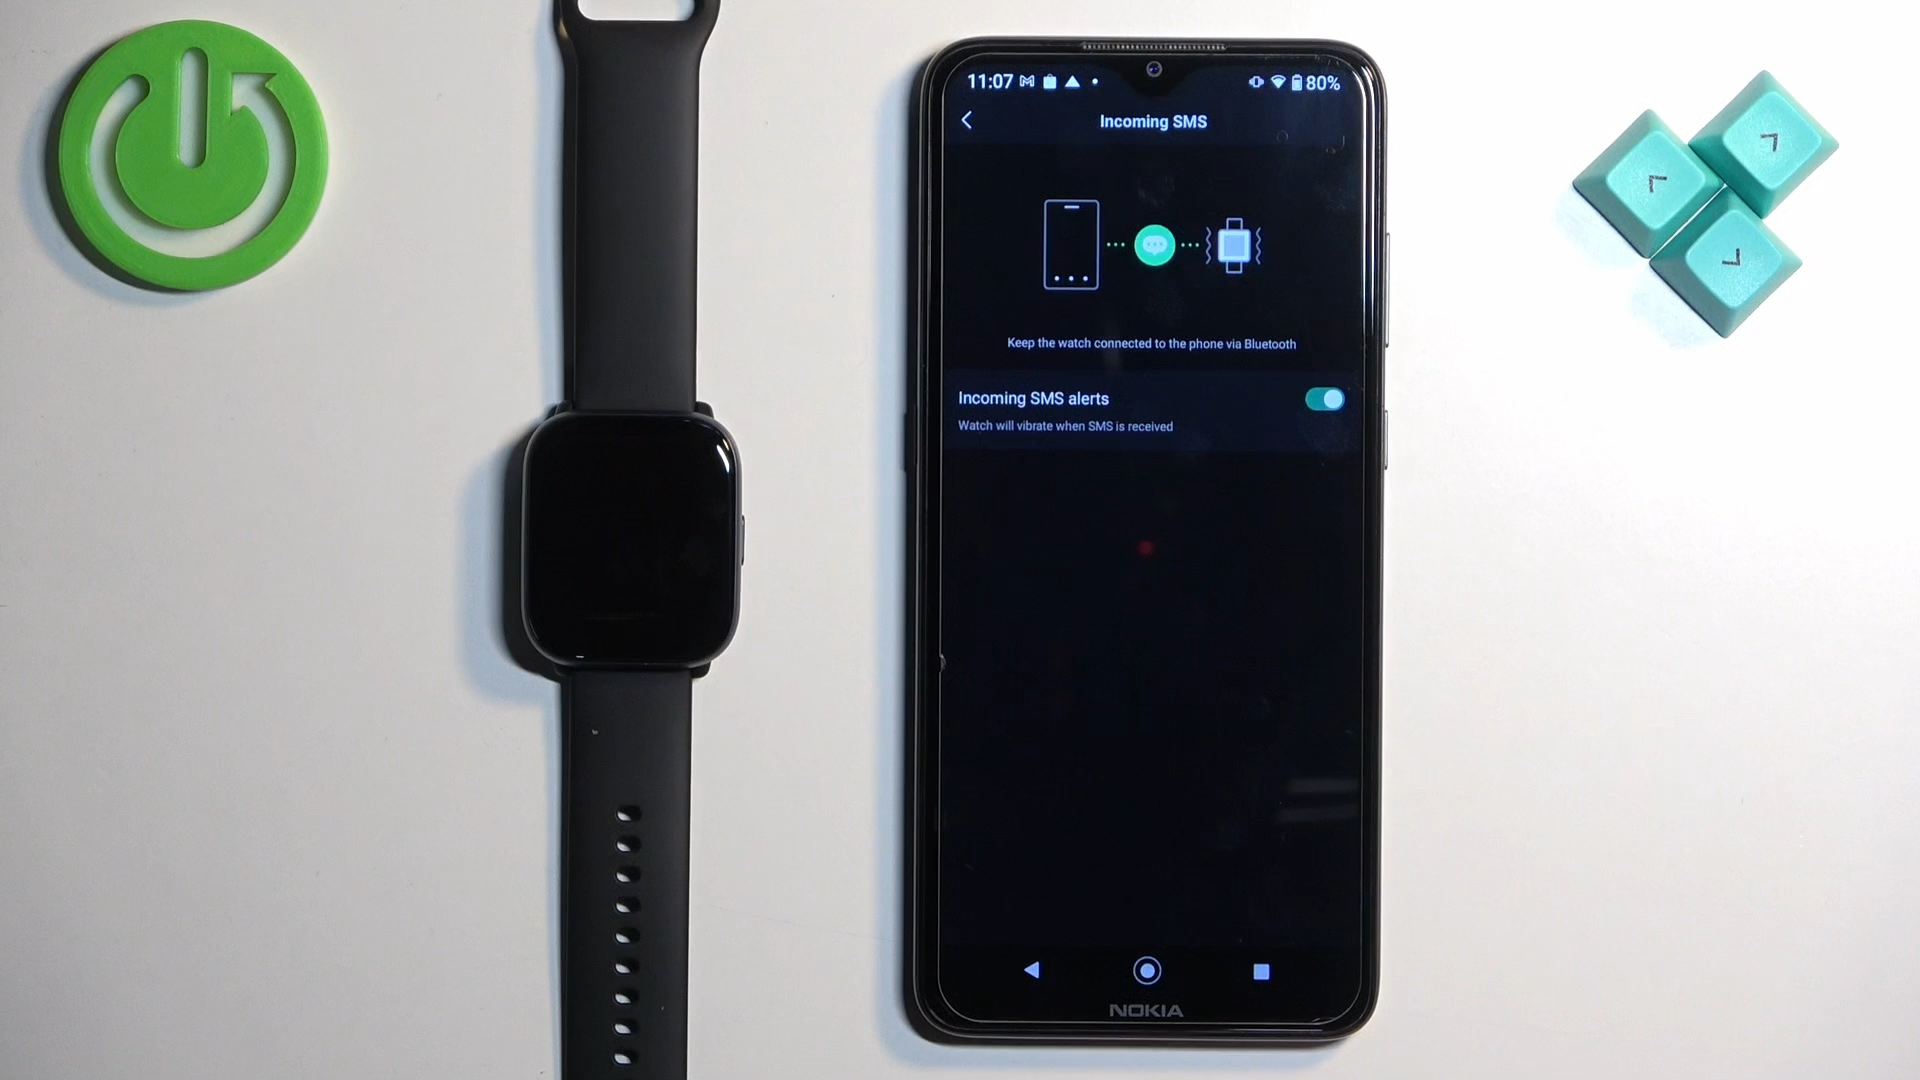 11:07
80%
Incoming SMS
Keep the watch connected to the phone via Bluetooth
Incoming SMS alerts
Watch will vibrate when SMS is received
NOKIA